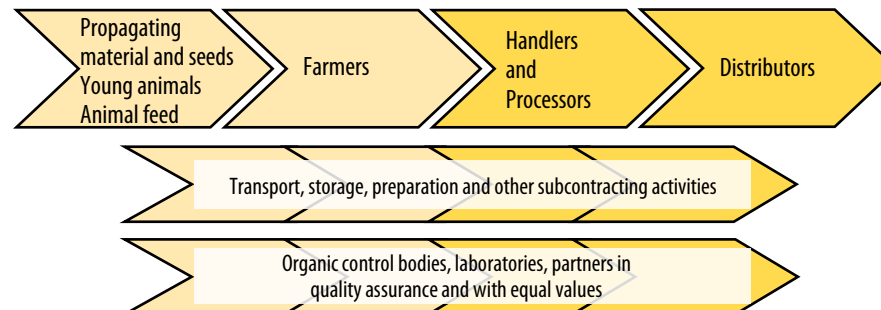 Propagating
material and seeds
Young animals
Animal feed
Farmers
Handlers
and
Processors
Distributors
Transport, storage, preparation and other subcontracting activities
Organic control bodies, laboratories, partners in
quality assurance and with equal values